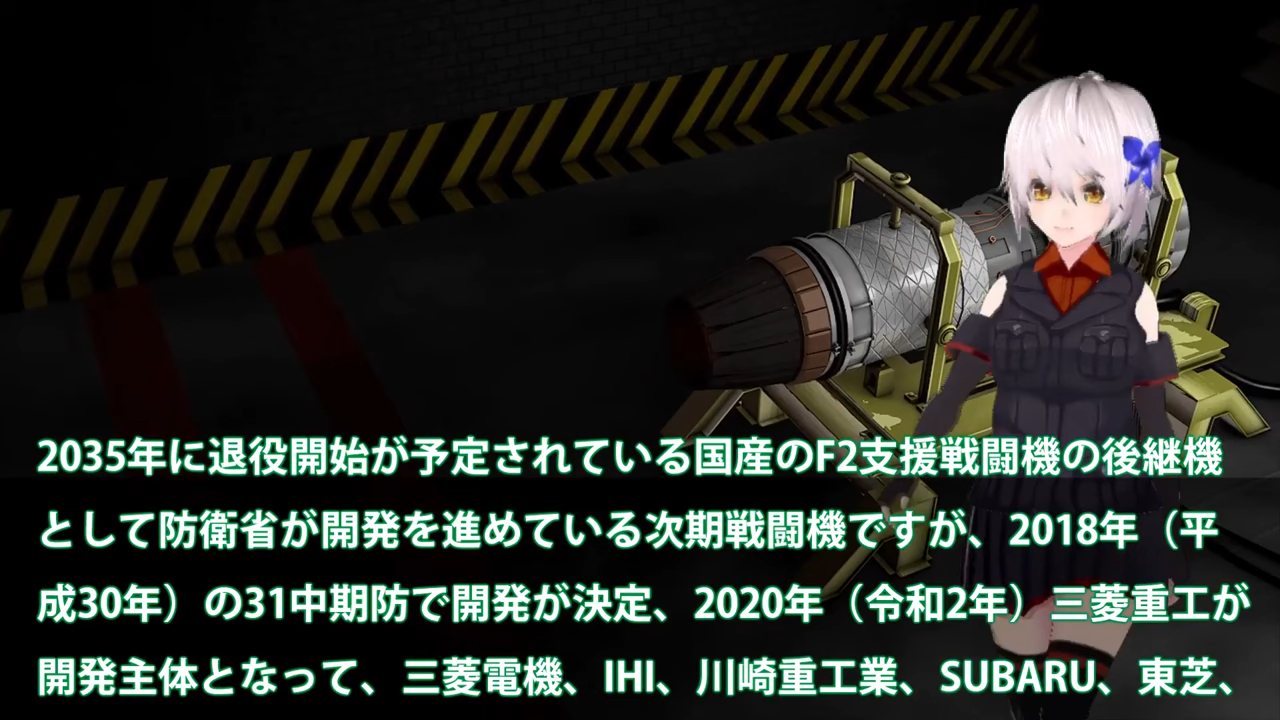 2035年に退役開始が予定されている国産のF2支援戦闘機の後継機
として防衛省が開発を進めている次期戦闘機ですが、2018年（平
成30年）の31中期防で開発が決定、2020年（令和2年）三菱重工が
開発主体となって、三菱電機、IHI、川崎重工業、SUBARU、東芝、